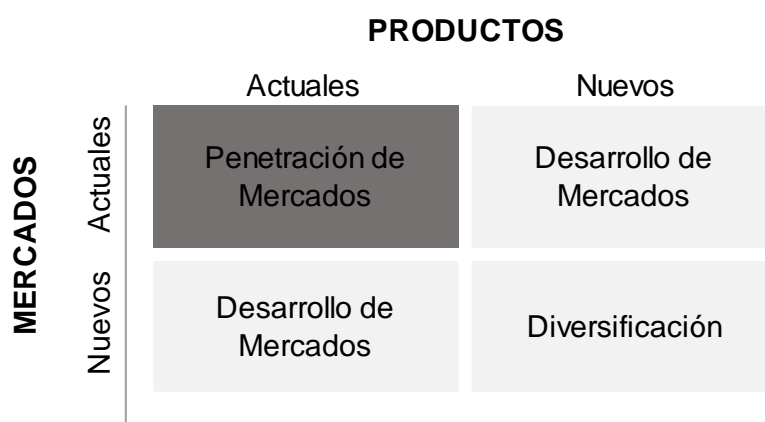 PRODUCTOS
Actuales
Nuevos
MERCADOS
Actuales
Penetración de
Mercados
Desarrollo de
Mercados
Nuevos
Desarrollo de
Mercados
Diversificación